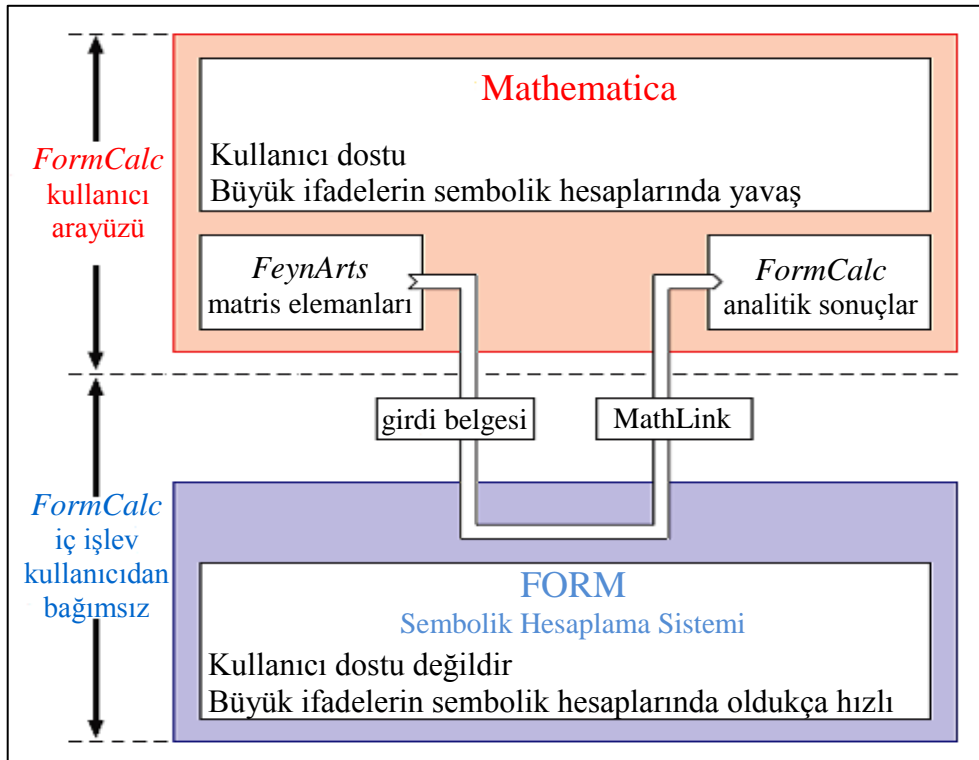 Mathematica
Kullanıcı dostu
Büyük ifadelerin sembolik hesaplarında yavaş
FormCalc
kullanıcı
arayüzü
FeynArts
matris elemanları
FormCalc
analitik sonuçlar
girdi belgesi
MathLink
FormCalc
iç işlev
kullanıcıdan
bağımsız
FORM
Sembolik Hesaplama Sistemi
Kullanıcı dostu değildir
Büyük ifadelerin sembolik hesaplarında oldukça hızlı